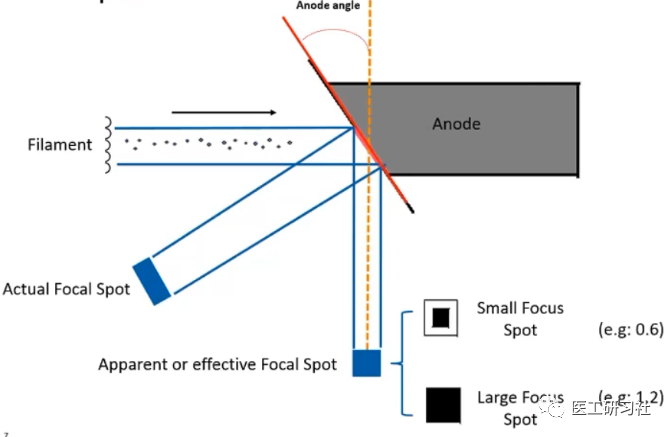 Anode angle
Anode
Filament
Actual Focal Spot
Small Focus
Spot
(e.g: 0.6)
Apparent or effective Focal Spot
Large Focus
Spot
(e.g: 1.2)
医工研习社
7